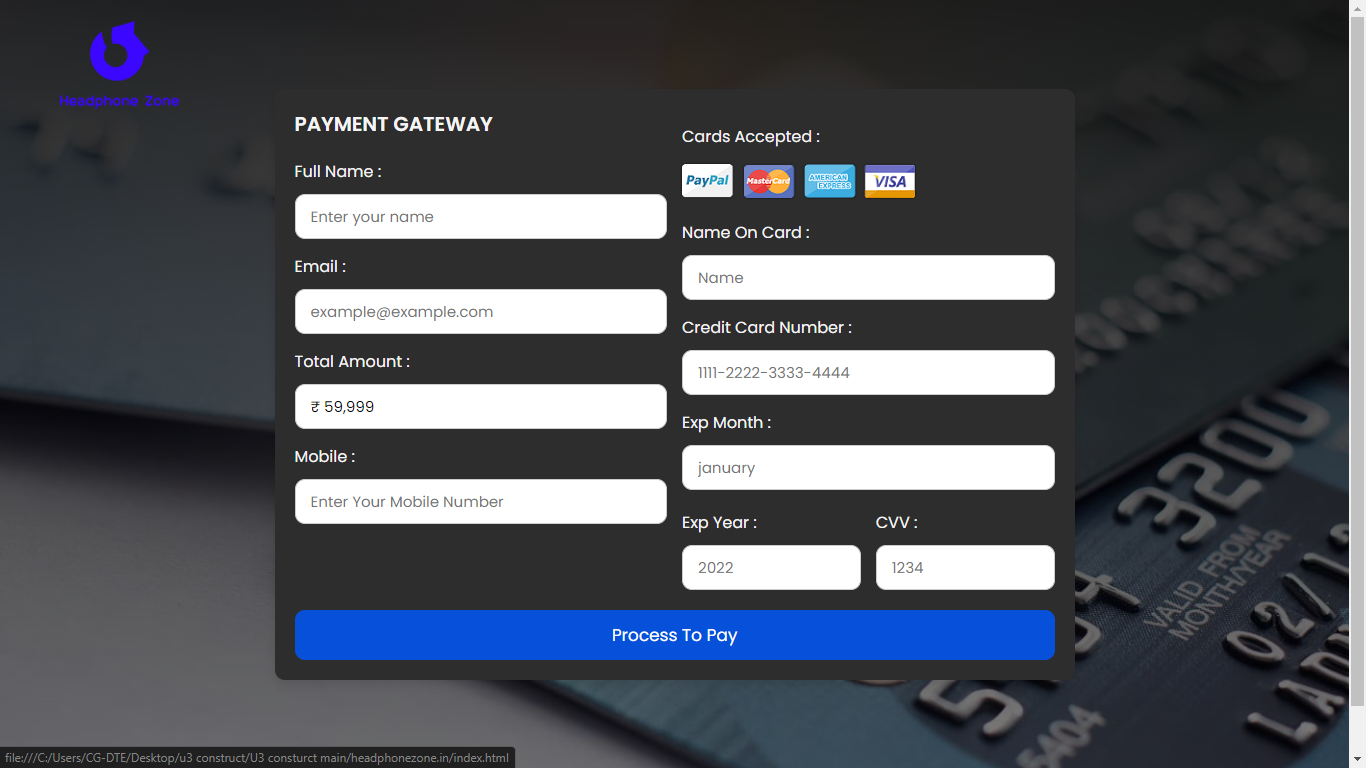 Headphone Zone
PAYMENT GATEWAY
Full Name :
Enter your name
Email :
example@example.com
Total Amount :
₹ 59,999
Mobile :
Enter Your Mobile Number
Cards Accepted :
PayPal MasterCard AMERICAN EXPRESS VISA
Name On Card :
Name
Credit Card Number :
1111-2222-3333-4444
Exp Month :
january
Exp Year : CVV :
2022 1234
Process To Pay
3200
VALID FROM
MONTH/YEAR
02/1
5404
file:///C:/Users/CG-DTE/Desktop/u3 construct/U3 consturct main/headphonezone.in/index.html